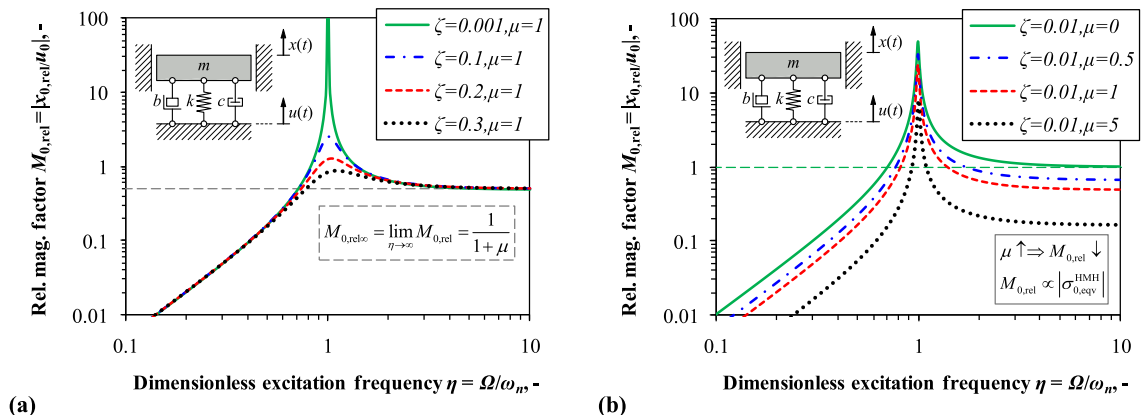 Rel. mag. factor M0,rel=|x0,rel/u0|,-
100
10
1
0.1
0.01
m
b
k
c
x(t)
u(t)
ζ=0.001,μ=1
ζ=0.1,μ=1
ζ=0.2,μ=1
ζ=0.3,μ=1
M0,rel∞ = lim η→∞ M0,rel = 1/(1+μ)
0.1
1
10
Dimensionless excitation frequency η = Ω/ωn, -
(a)
Rel. mag. factor M0,rel=|x0,rel/u0|,-
100
10
1
0.1
0.01
m
b
k
c
x(t)
u(t)
ζ=0.01,μ=0
ζ=0.01,μ=0.5
ζ=0.01,μ=1
ζ=0.01,μ=5
μ ↑⇒ M0,rel ↓
M0,rel ∝ |σ0,eqv^HMH|
0.1
1
10
Dimensionless excitation frequency η = Ω/ωn, -
(b)